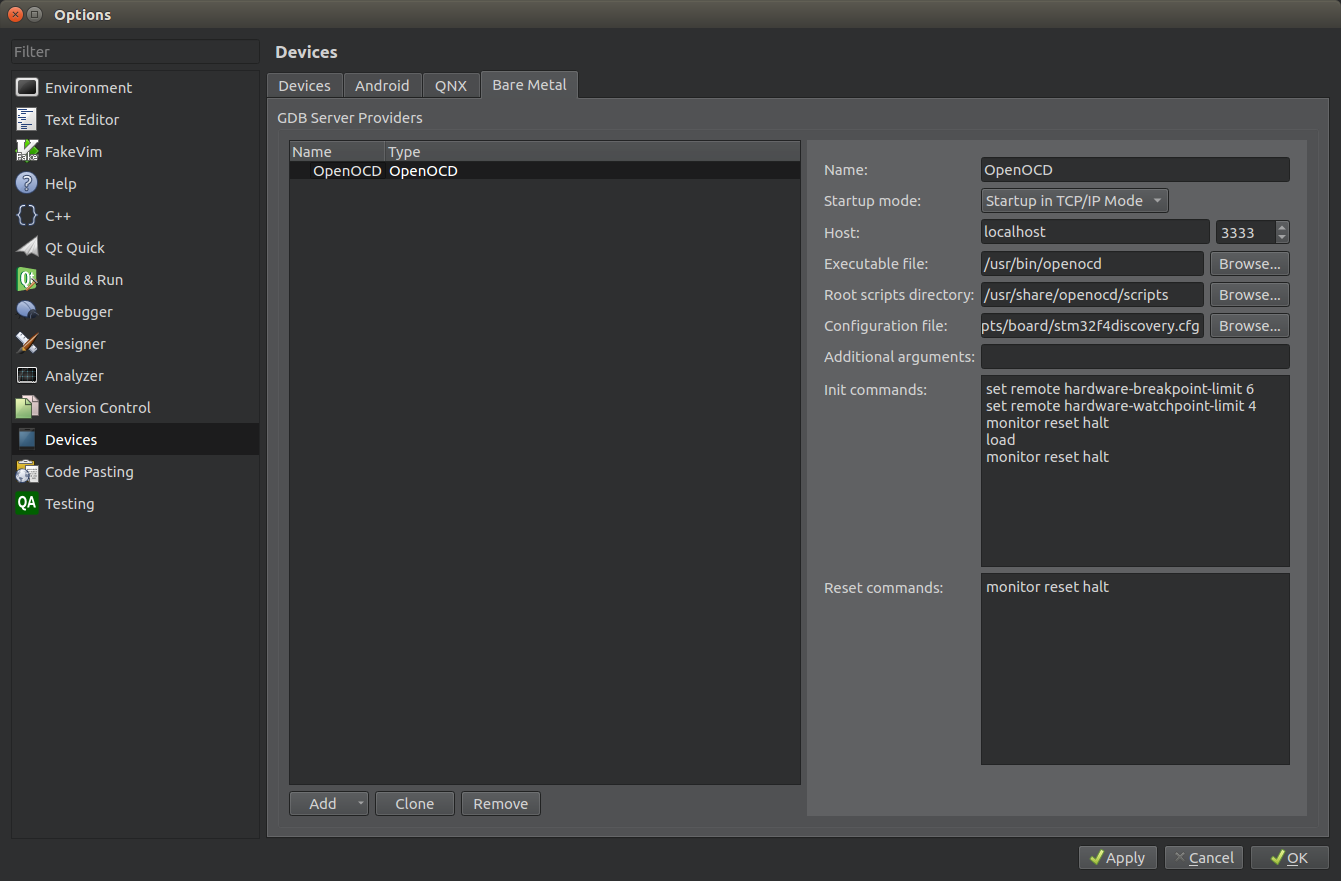 Options
Filter
Environment
Text Editor
FakeVim
Help
C++
Qt Quick
Build & Run
Debugger
Designer
Analyzer
Version Control
Devices
Code Pasting
QA Testing
Devices
Devices Android QNX Bare Metal
GDB Server Providers
Name Type
OpenOCD OpenOCD
Add Clone Remove
Name: OpenOCD
Startup mode: Startup in TCP/IP Mode
Host: localhost 3333
Executable file: /usr/bin/openocd Browse...
Root scripts directory: /usr/share/openocd/scripts Browse...
Configuration file: pts/board/stm32f4discovery.cfg Browse...
Additional arguments:
Init commands: set remote hardware-breakpoint-limit 6
set remote hardware-watchpoint-limit 4
monitor reset halt
load
monitor reset halt
Reset commands: monitor reset halt
Apply Cancel OK